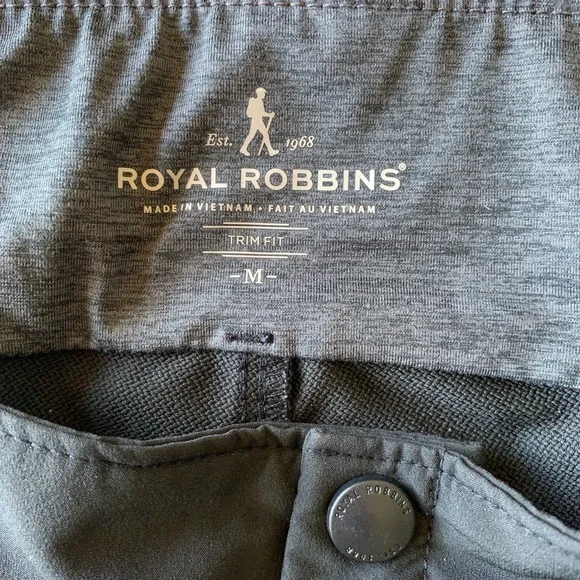 Est. 1968
ROYAL ROBBINS®
MADE IN VIETNAM • FAIT AU VIETNAM
TRIM FIT
-M-
ROYAL ROBBINS